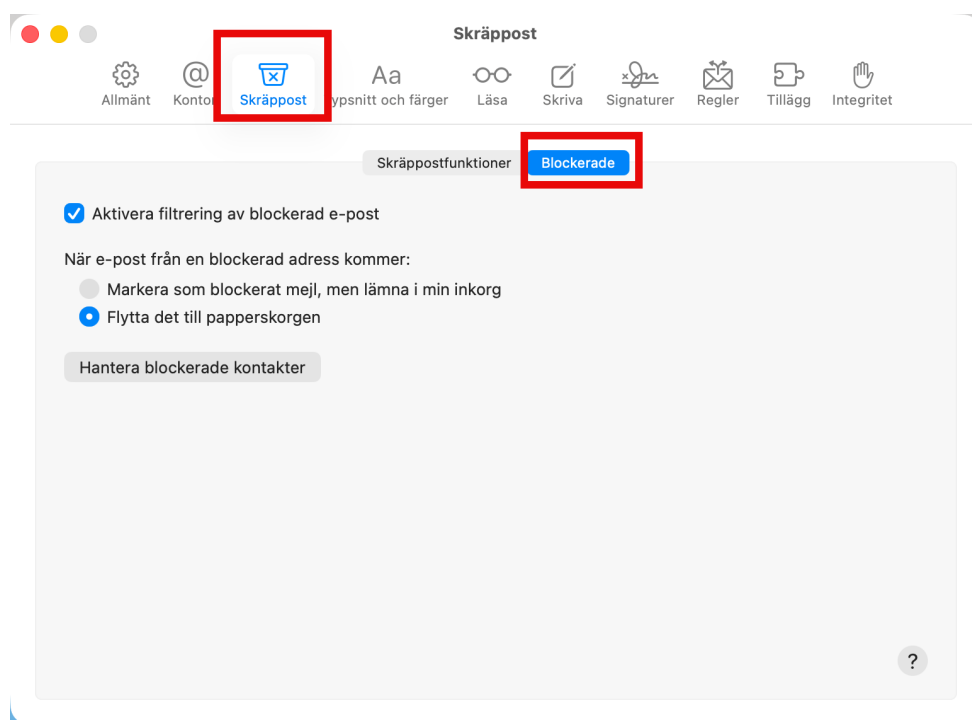 Skräppost
Allmänt Konton Skräppost ypsnitt och färger Läsa Skriva Signaturer Regler Tillägg Integritet
Skräppostfunktioner Blockerade
Aktivera filtrering av blockerad e-post
När e-post från en blockerad adress kommer:
Markera som blockerat mejl, men lämna i min inkorg
Flytta det till papperskorgen
Hantera blockerade kontakter
?